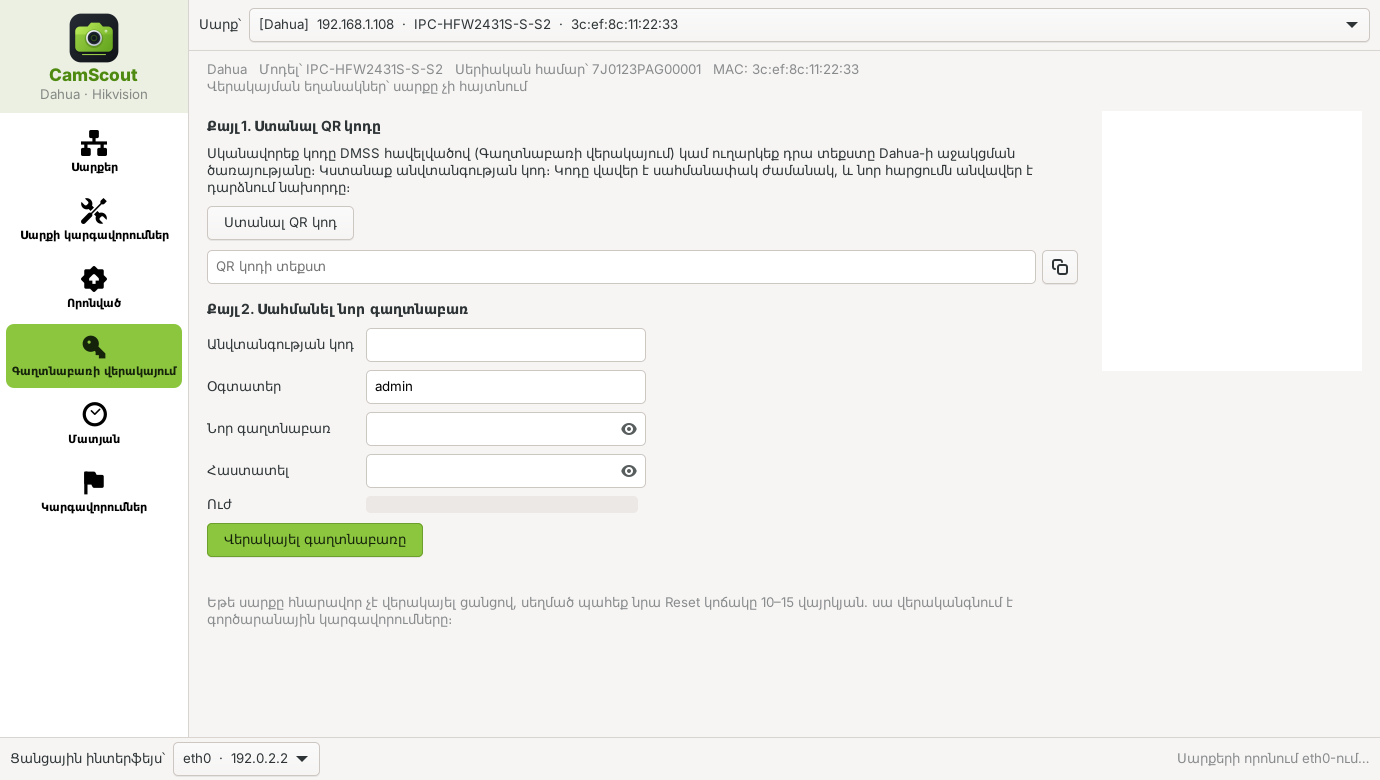 CamScout
Dahua · Hikvision
Սարքեր
Սարքի կարգավորումներ
Որոնված
Գաղտնաբառի վերակայում
Մատյան
Կարգավորումներ
Սարք՝ [Dahua] 192.168.1.108 · IPC-HFW2431S-S-S2 · 3c:ef:8c:11:22:33
Dahua Մոդել՝ IPC-HFW2431S-S-S2 Սերիական համար՝ 7J0123PAG00001 MAC: 3c:ef:8c:11:22:33
Վերակայման եղանակներ՝ սարքը չի հայտնում
Քայլ 1. Ստանալ QR կոդը
Սկանավորեք կոդը DMSS հավելվածով (Գաղտնաբառի վերակայում) կամ ուղարկեք դրա տեքստը Dahua-ի աջակցման
ծառայությանը։ Կստանաք անվտանգության կոդ։ Կոդը վավեր է սահմանափակ ժամանակ, և նոր հարցումն անվավեր է
դարձնում նախորդը։
Ստանալ QR կոդ
QR կոդի տեքստ
Քայլ 2. Սահմանել նոր գաղտնաբառ
Անվտանգության կոդ
Օգտատեր admin
Նոր գաղտնաբառ
Հաստատել
Ուժ
Վերակայել գաղտնաբառը
Եթե սարքը հնարավոր չէ վերակայել ցանցով, սեղմած պահեք նրա Reset կոճակը 10–15 վայրկյան. սա վերականգնում է
գործարանային կարգավորումները։
Ցանցային ինտերֆեյս՝ eth0 · 192.0.2.2
Սարքերի որոնում eth0-ում...